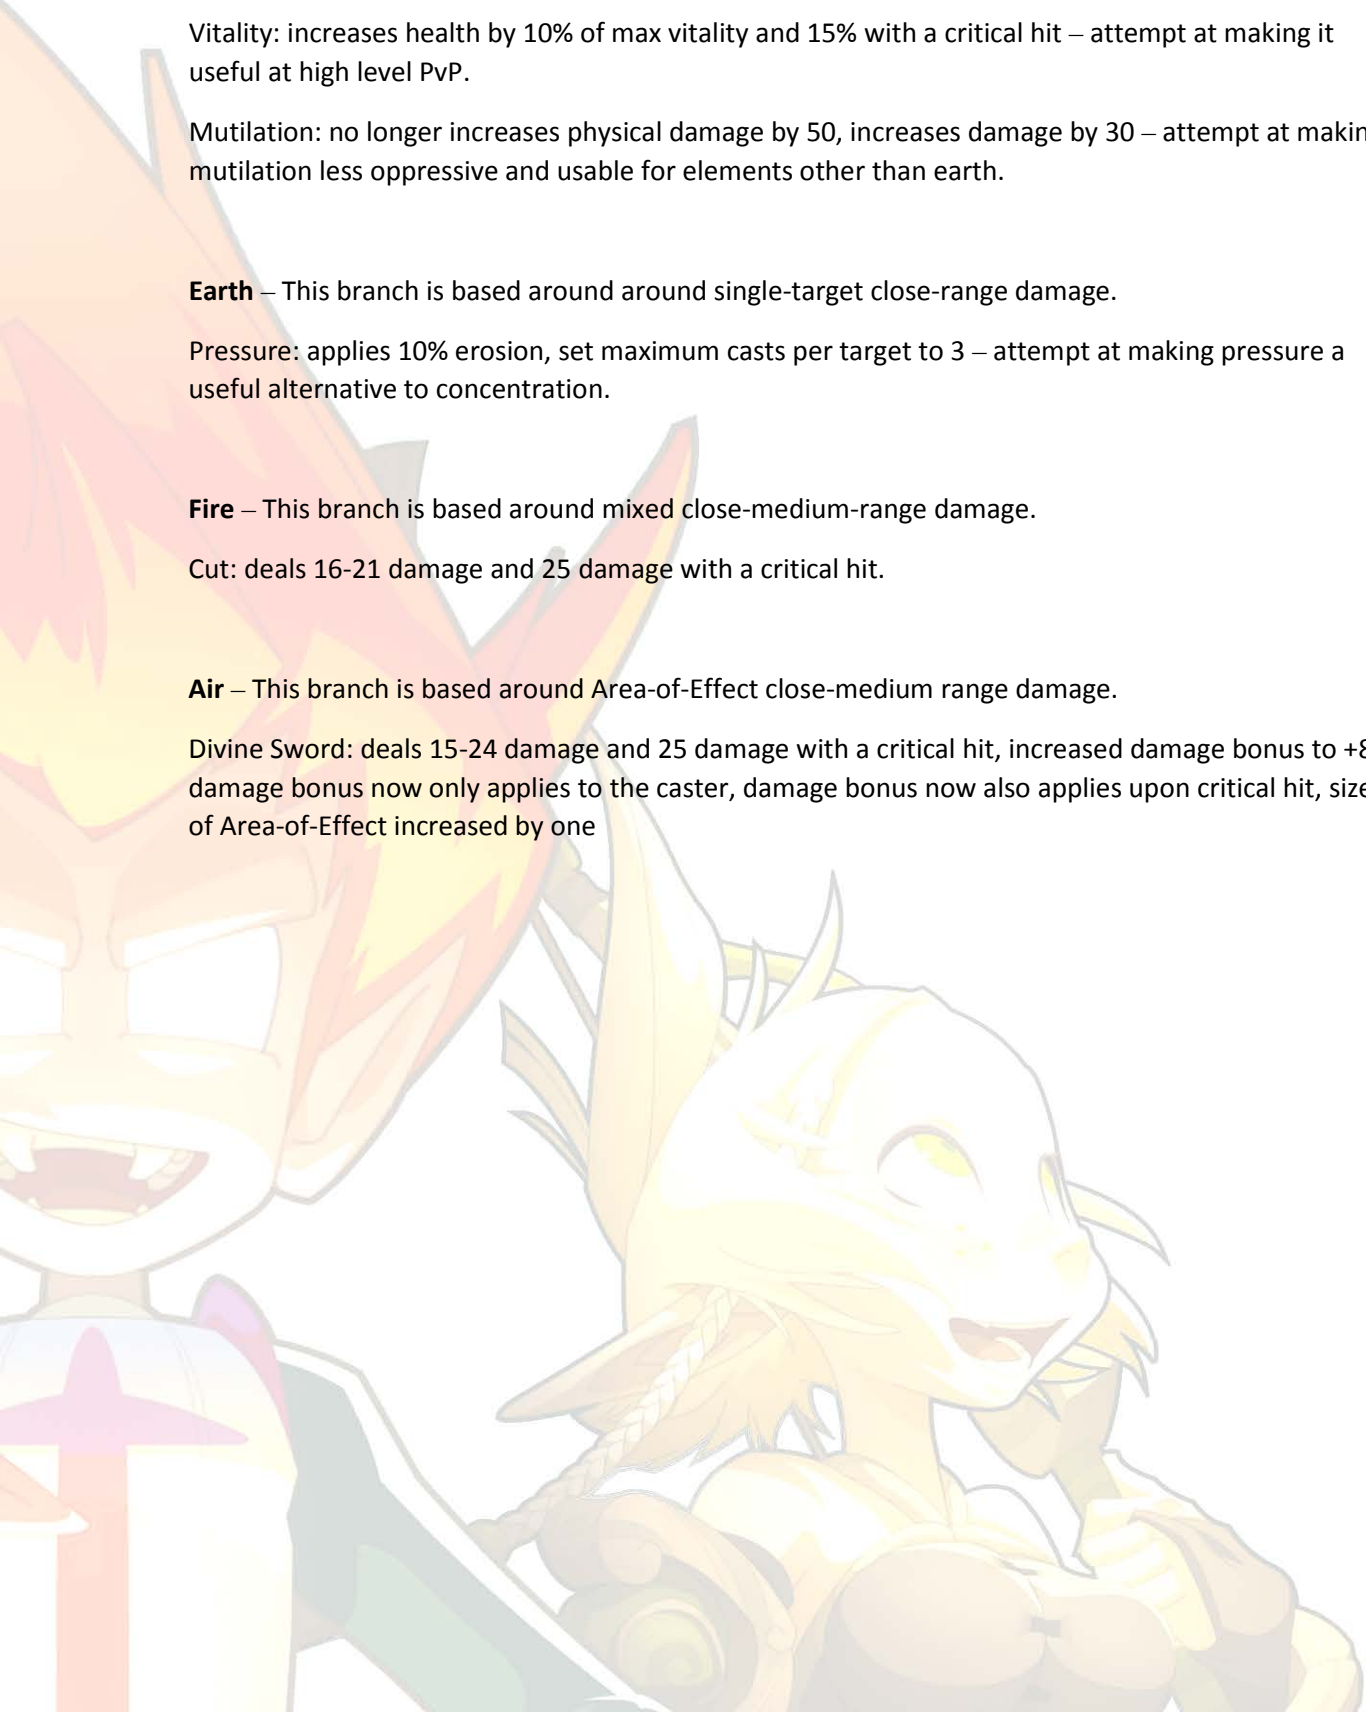 Vitality: increases health by 10% of max vitality and 15% with a critical hit – attempt at making it
useful at high level PvP.
Mutilation: no longer increases physical damage by 50, increases damage by 30 – attempt at makin
mutilation less oppressive and usable for elements other than earth.
Earth – This branch is based around around single-target close-range damage.
Pressure: applies 10% erosion, set maximum casts per target to 3 – attempt at making pressure a
useful alternative to concentration.
Fire – This branch is based around mixed close-medium-range damage.
Cut: deals 16-21 damage and 25 damage with a critical hit.
Air – This branch is based around Area-of-Effect close-medium range damage.
Divine Sword: deals 15-24 damage and 25 damage with a critical hit, increased damage bonus to +8
damage bonus now only applies to the caster, damage bonus now also applies upon critical hit, size
of Area-of-Effect increased by one